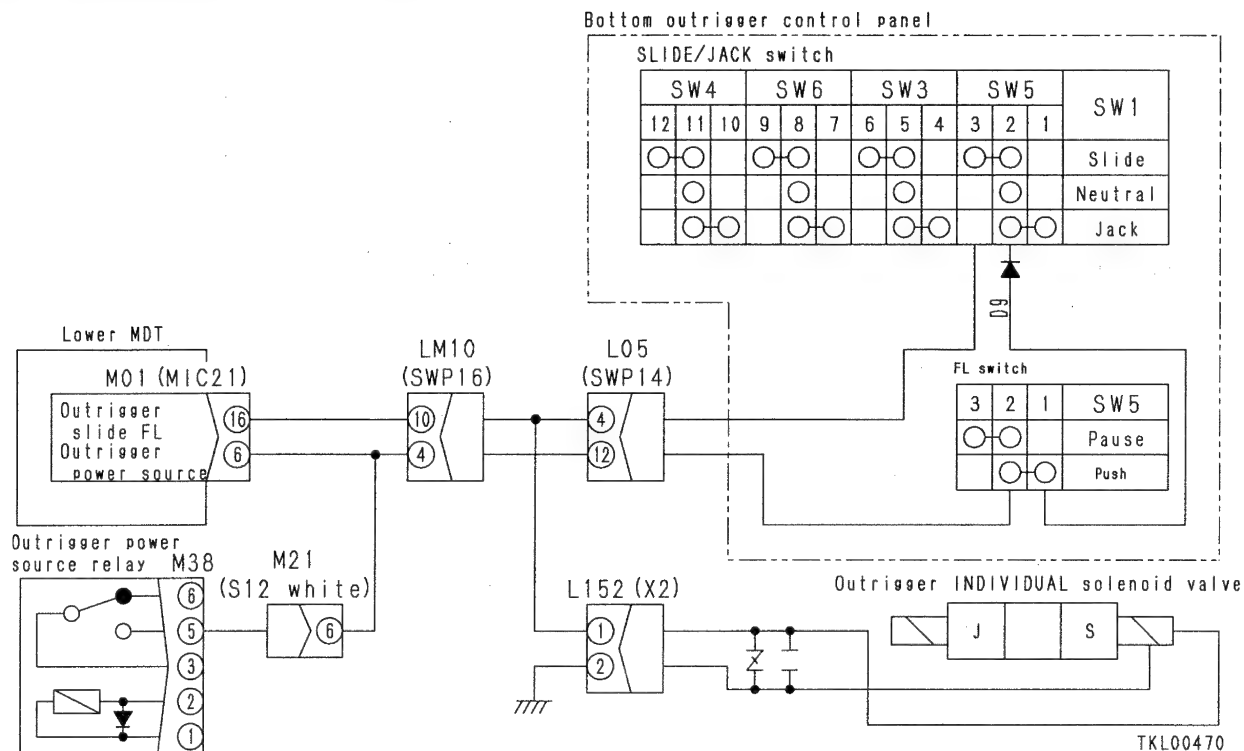 Bottom outrigger control panel
SLIDE/JACK switch
SW4 SW6 SW3 SW5 SW1
12 11 10 9 8 7 6 5 4 3 2 1
Slide
Neutral
Jack
D9
FL switch
3 2 1 SW5
Pause
Push
Lower MDT
M01 (MIC21)
Outrigger
slide FL
16
Outrigger
power source
6
LM10
(SWP16)
10
4
L05
(SWP14)
4
12
Outrigger power
source relay
M38
6
5
3
2
1
M21
(S12 white)
6
L152 (X2)
1
2
Outrigger INDIVIDUAL solenoid valve
J S
TKL00470